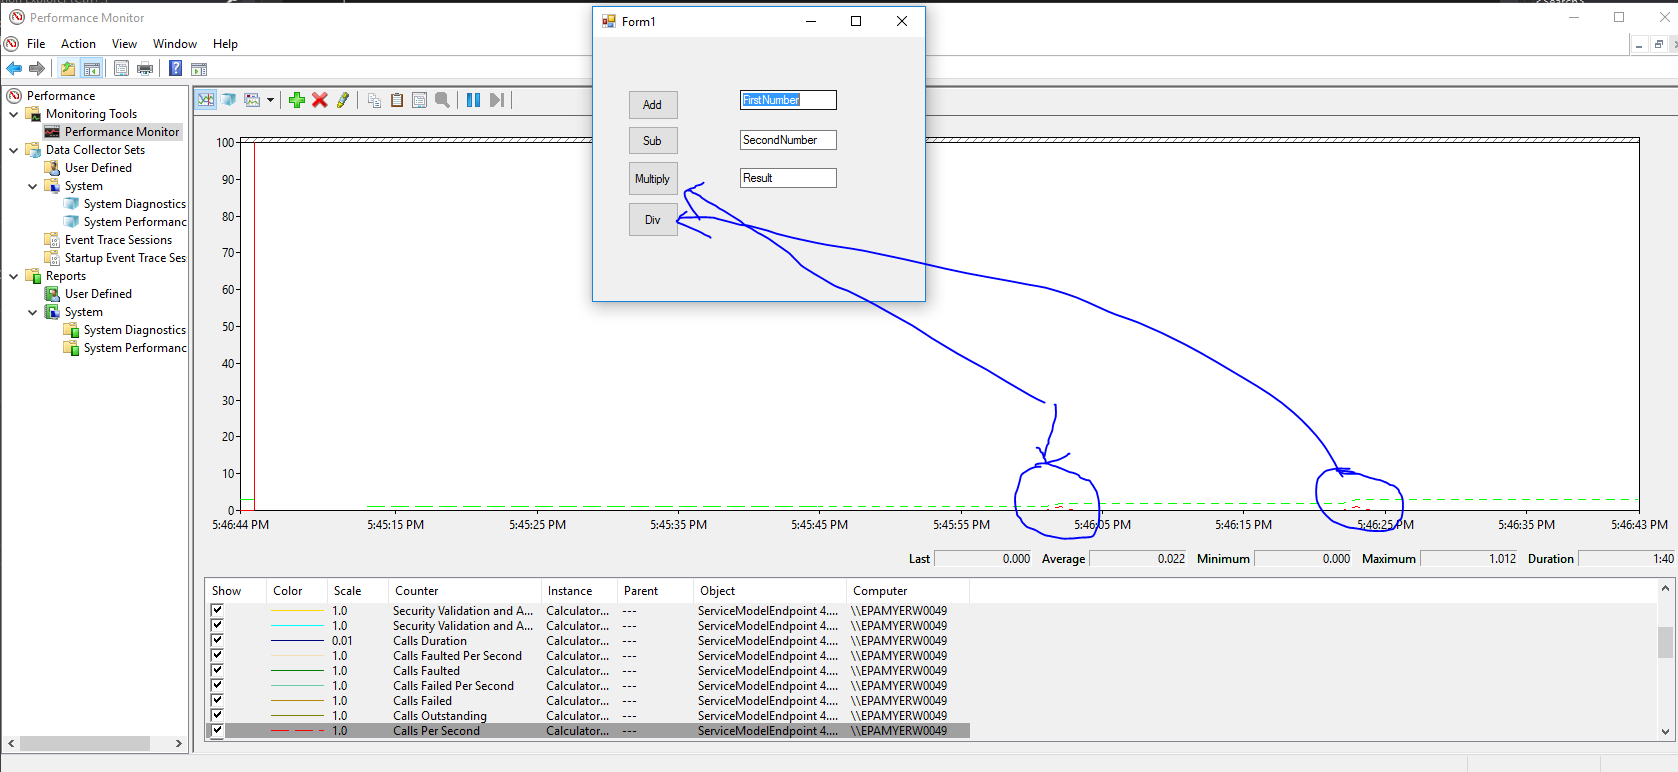 Performance Monitor
File Action View Window Help
Performance
Monitoring Tools
Performance Monitor
Data Collector Sets
User Defined
System
System Diagnostics
System Performanc
Event Trace Sessions
Startup Event Trace Ses
Reports
User Defined
System
System Diagnostics
System Performanc
Form1
Add FirstNumber
Sub SecondNumber
Multiply Result
Div
100
90
80
70
60
50
40
30
20
10
0
5:46:44 PM 5:45:15 PM 5:45:25 PM 5:45:35 PM 5:45:45 PM 5:45:55 PM 5:46:05 PM 5:46:15 PM 5:46:25 PM 5:46:35 PM 5:46:43 PM
Last 0.000 Average 0.022 Minimum 0.000 Maximum 1.012 Duration 1:40
Show Color Scale Counter Instance Parent Object Computer
1.0 Security Validation and A... Calculator... --- ServiceModelEndpoint 4.... \\EPAMYERW0049
1.0 Security Validation and A... Calculator... --- ServiceModelEndpoint 4.... \\EPAMYERW0049
0.01 Calls Duration Calculator... --- ServiceModelEndpoint 4.... \\EPAMYERW0049
1.0 Calls Faulted Per Second Calculator... --- ServiceModelEndpoint 4.... \\EPAMYERW0049
1.0 Calls Faulted Calculator... --- ServiceModelEndpoint 4.... \\EPAMYERW0049
1.0 Calls Failed Per Second Calculator... --- ServiceModelEndpoint 4.... \\EPAMYERW0049
1.0 Calls Failed Calculator... --- ServiceModelEndpoint 4.... \\EPAMYERW0049
1.0 Calls Outstanding Calculator... --- ServiceModelEndpoint 4.... \\EPAMYERW0049
1.0 Calls Per Second Calculator... --- ServiceModelEndpoint 4.... \\EPAMYERW0049